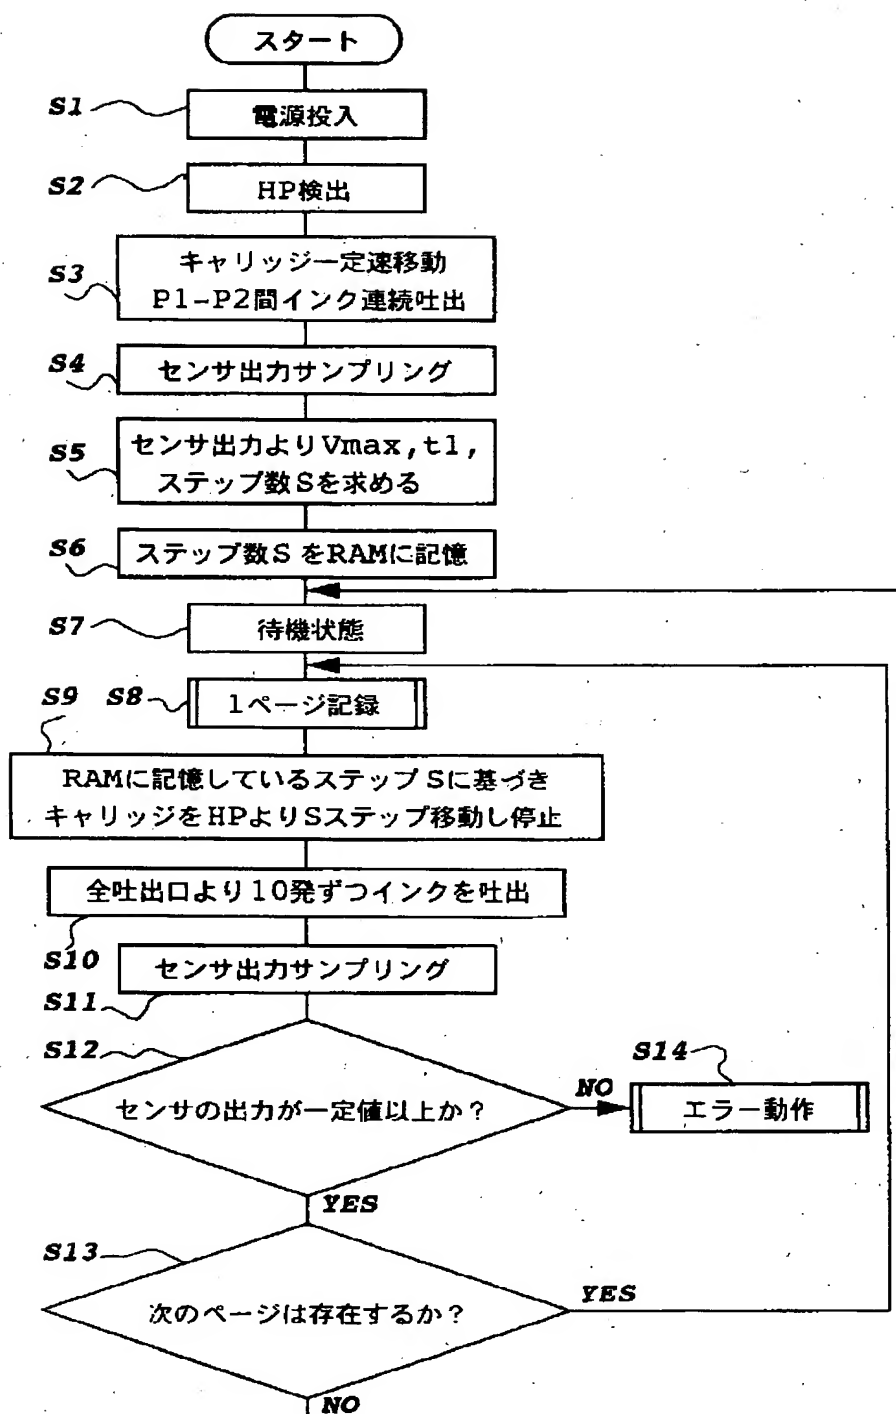 スタート
S1
電源投入
S2
HP検出
S3
キャリッジ一定速移動
P1-P2間インク連続吐出
S4
センサ出力サンプリング
S5
センサ出力よりVmax,t1,
ステップ数Sを求める
S6
ステップ数SをRAMに記憶
S7
待機状態
S9
S8
1ページ記録
RAMに記憶しているステップSに基づき
キャリッジをHPよりSステップ移動し停止
全吐出口より10発ずつインクを吐出
S10
センサ出力サンプリング
S11
S12
センサの出力が一定値以上か?
NO
S14
エラー動作
YES
S13
次のページは存在するか?
YES
NO